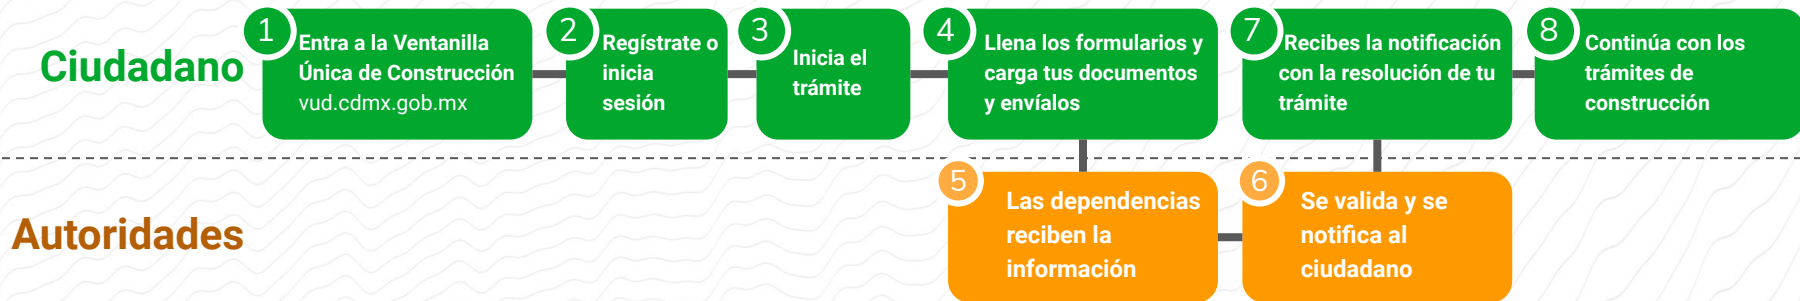 Ciudadano
1
Entra a la Ventanilla
Única de Construcción
vud.cdmx.gob.mx
2
Regístrate o
inicia
sesión
3
Inicia el
trámite
4
Llena los formularios y
carga tus documentos
y envíalos
7
Recibes la notificación
con la resolución de tu
trámite
8
Continúa con los
trámites de
construcción
Autoridades
5
Las dependencias
reciben la
información
6
Se valida y se
notifica al
ciudadano